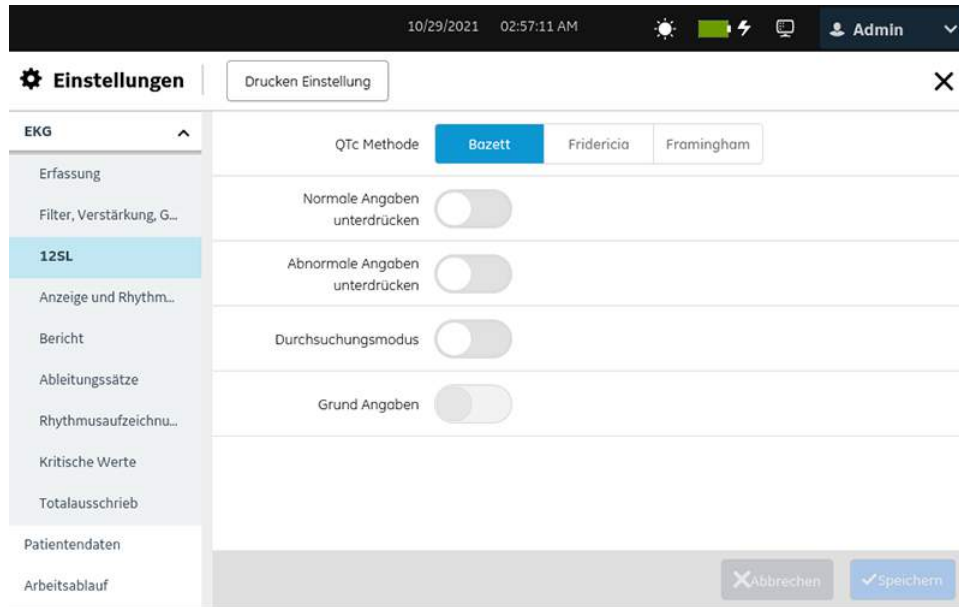 10/29/2021 02:57:11 AM Admin
Einstellungen Drucken Einstellung
EKG
Erfassung
Filter, Verstärkung, G...
12SL
Anzeige und Rhythm...
Bericht
Ableitungssätze
Rhythmusaufzeichnu...
Kritische Werte
Totalausschrieb
Patientendaten
Arbeitsablauf
QTc Methode Bazett Fridericia Framingham
Normale Angaben
unterdrücken
Abnormale Angaben
unterdrücken
Durchsuchungsmodus
Grund Angaben
Abbrechen Speichern